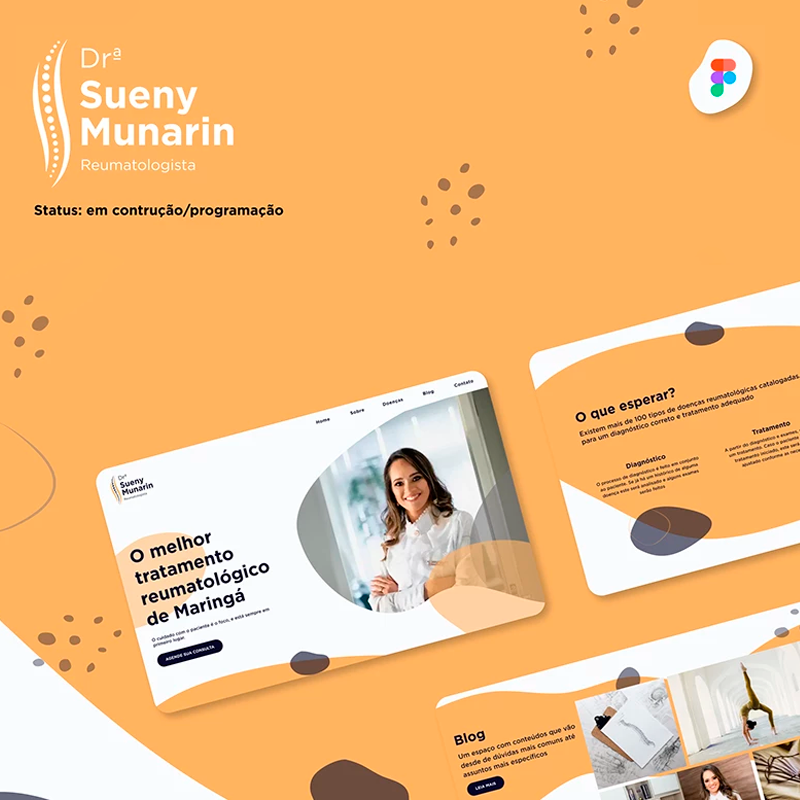 Drª
Sueny
Munarin
Reumatologista
Status: em contrução/programação
Home
Sobre
Doenças
Blog
Contato
Drª
Sueny
Munarin
Reumatologista
O melhor
tratamento
reumatológico
de Maringá
O cuidado com o paciente é o foco, e está sempre em
primeiro lugar.
AGENDE SUA CONSULTA
O que esperar?
Existem mais de 100 tipos de doenças reumatológicas catalogadas
para um diagnóstico correto e tratamento adequado
Diagnóstico
O processo de diagnóstico é feito em conjunto
ao paciente. Se já há um histórico de alguma
doença este será analisado e alguns exames
serão feitos
Tratamento
A partir do diagnóstico e exames,
um tratamento. Caso o paciente
tratamento iniciado, este será
ajustado conforme as nece
Blog
Um espaço com conteúdos que vão
desde de dúvidas mais comuns até
assuntos mais específicos
LEIA MAIS